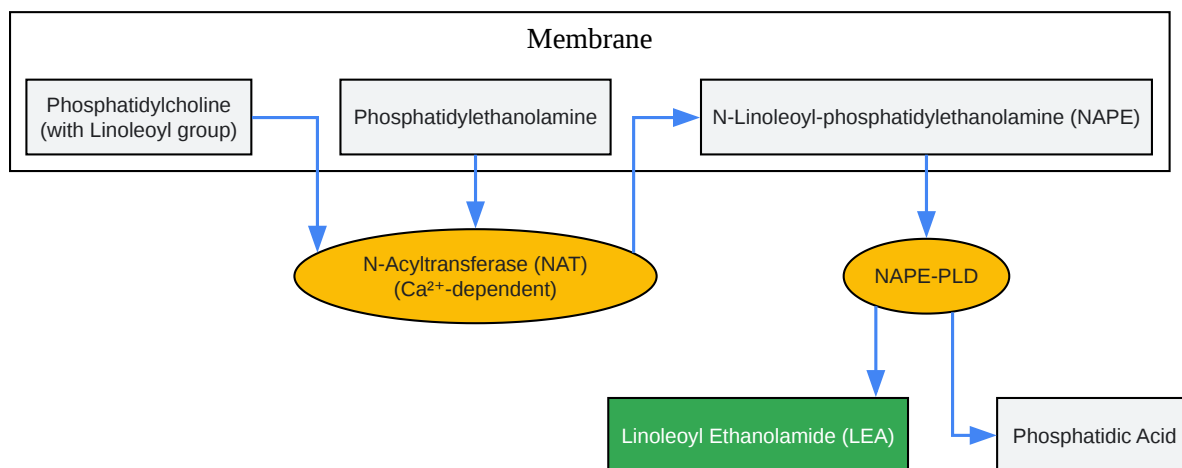 Membrane
Phosphatidylcholine
(with Linoleoyl group)
Phosphatidylethanolamine
N-Linoleoyl-phosphatidylethanolamine (NAPE)
N-Acyltransferase (NAT)
(Ca²⁺-dependent)
NAPE-PLD
Linoleoyl Ethanolamide (LEA)
Phosphatidic Acid